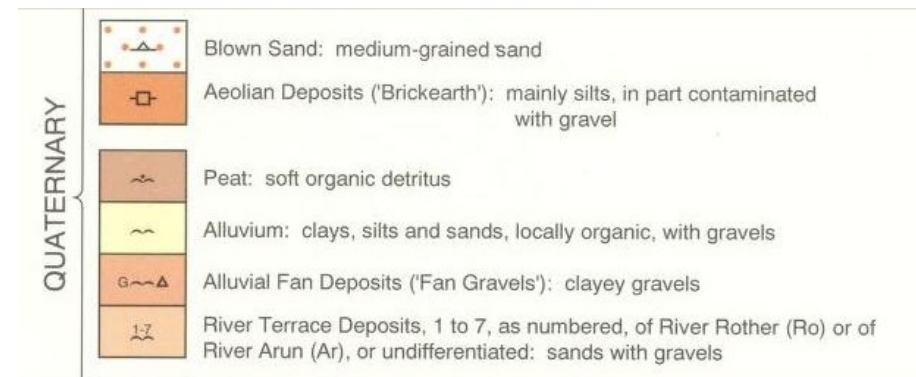 QUATERNARY
Blown Sand: medium-grained sand
Aeolian Deposits ('Brickearth'): mainly silts, in part contaminated
with gravel
Peat: soft organic detritus
Alluvium: clays, silts and sands, locally organic, with gravels
G
Alluvial Fan Deposits ('Fan Gravels'): clayey gravels
1-7
River Terrace Deposits, 1 to 7, as numbered, of River Rother (Ro) or of
River Arun (Ar), or undifferentiated: sands with gravels